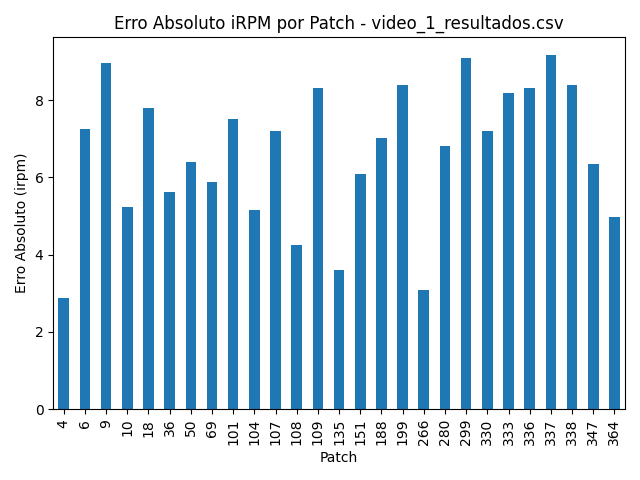 Erro Absoluto iRPM por Patch - video_1_resultados.csv
Erro Absoluto (irpm)
8
6
4
2
0
4 6 9 10 18 36 50 69 101 104 107 108 109 135 151 188 199 266 280 299 330 333 336 337 338 347 364
Patch